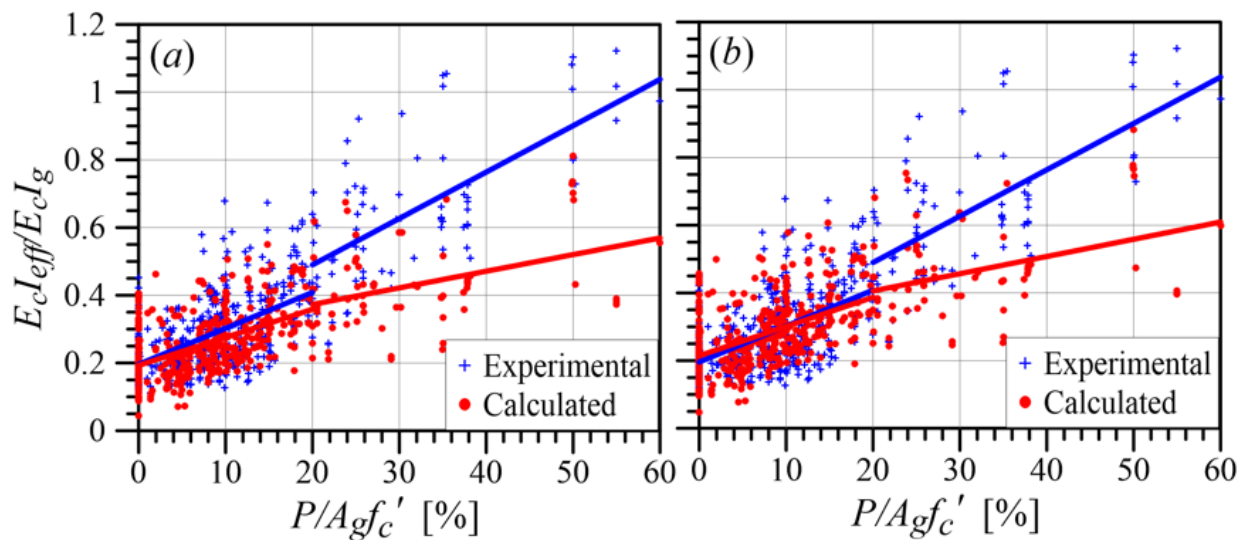 (a)
(b)
1.2
1
0.8
0.6
0.4
0.2
0
EcIeff/EcIg
+ Experimental
● Calculated
+ Experimental
● Calculated
0 10 20 30 40 50 60
0 10 20 30 40 50 60
P/Agfc′ [%]
P/Agfc′ [%]